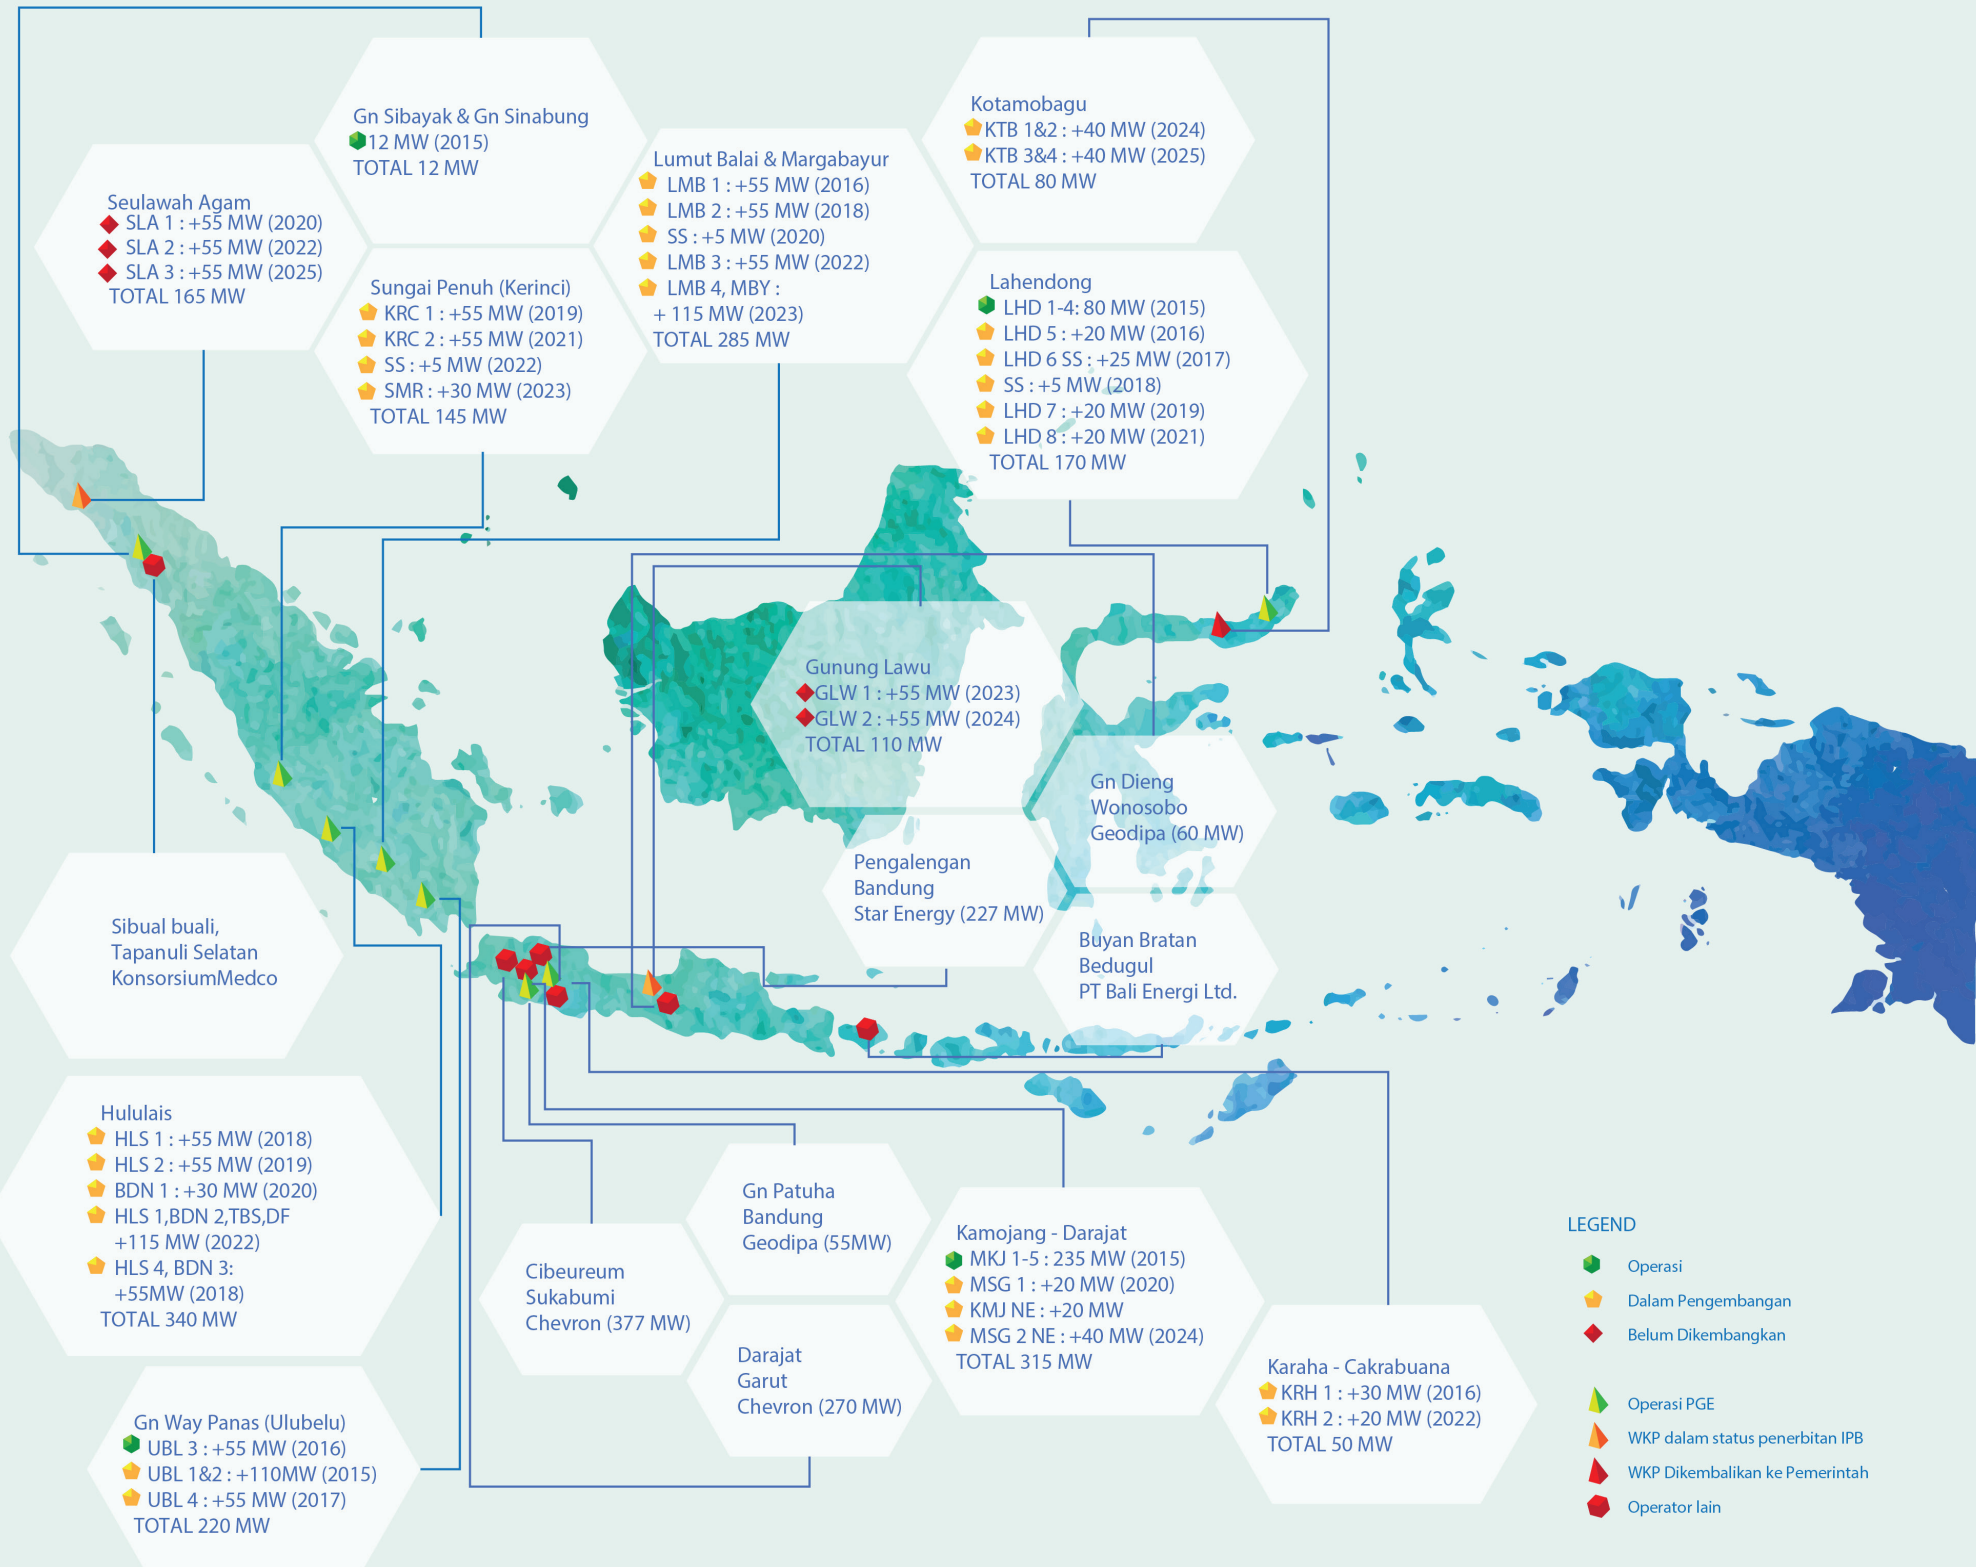 Gn Sibayak & Gn Sinabung
12 MW (2015)
TOTAL 12 MW
Kotamobagu
KTB 1&2 : +40 MW (2024)
KTB 3&4 : +40 MW (2025)
TOTAL 80 MW
Lumut Balai & Margabayur
LMB 1 : +55 MW (2016)
LMB 2 : +55 MW (2018)
SS : +5 MW (2020)
LMB 3 : +55 MW (2022)
LMB 4, MBY :
+ 115 MW (2023)
TOTAL 285 MW
Seulawah Agam
SLA 1 : +55 MW (2020)
SLA 2 : +55 MW (2022)
SLA 3 : +55 MW (2025)
TOTAL 165 MW
Sungai Penuh (Kerinci)
KRC 1 : +55 MW (2019)
KRC 2 : +55 MW (2021)
SS : +5 MW (2022)
SMR : +30 MW (2023)
TOTAL 145 MW
Lahendong
LHD 1-4: 80 MW (2015)
LHD 5 : +20 MW (2016)
LHD 6 SS : +25 MW (2017)
SS : +5 MW (2018)
LHD 7 : +20 MW (2019)
LHD 8 : +20 MW (2021)
TOTAL 170 MW
Gunung Lawu
GLW 1 : +55 MW (2023)
GLW 2 : +55 MW (2024)
TOTAL 110 MW
Gn Dieng
Wonosobo
Geodipa (60 MW)
Pengalengan
Bandung
Star Energy (227 MW)
Buyan Bratan
Bedugul
PT Bali Energi Ltd.
Sibual buali,
Tapanuli Selatan
KonsorsiumMedco
Hululais
HLS 1 : +55 MW (2018)
HLS 2 : +55 MW (2019)
BDN 1 : +30 MW (2020)
HLS 1,BDN 2,TBS,DF
+115 MW (2022)
HLS 4, BDN 3:
+55MW (2018)
TOTAL 340 MW
Gn Way Panas (Ulubelu)
UBL 3 : +55 MW (2016)
UBL 1&2 : +110MW (2015)
UBL 4 : +55 MW (2017)
TOTAL 220 MW
Cibeureum
Sukabumi
Chevron (377 MW)
Gn Patuha
Bandung
Geodipa (55MW)
Darajat
Garut
Chevron (270 MW)
Kamojang - Darajat
MKJ 1-5 : 235 MW (2015)
MSG 1 : +20 MW (2020)
KMJ NE : +20 MW
MSG 2 NE : +40 MW (2024)
TOTAL 315 MW
Karaha - Cakrabuana
KRH 1 : +30 MW (2016)
KRH 2 : +20 MW (2022)
TOTAL 50 MW
LEGEND
Operasi
Dalam Pengembangan
Belum Dikembangkan
Operasi PGE
WKP dalam status penerbitan IPB
WKP Dikembalikan ke Pemerintah
Operator lain